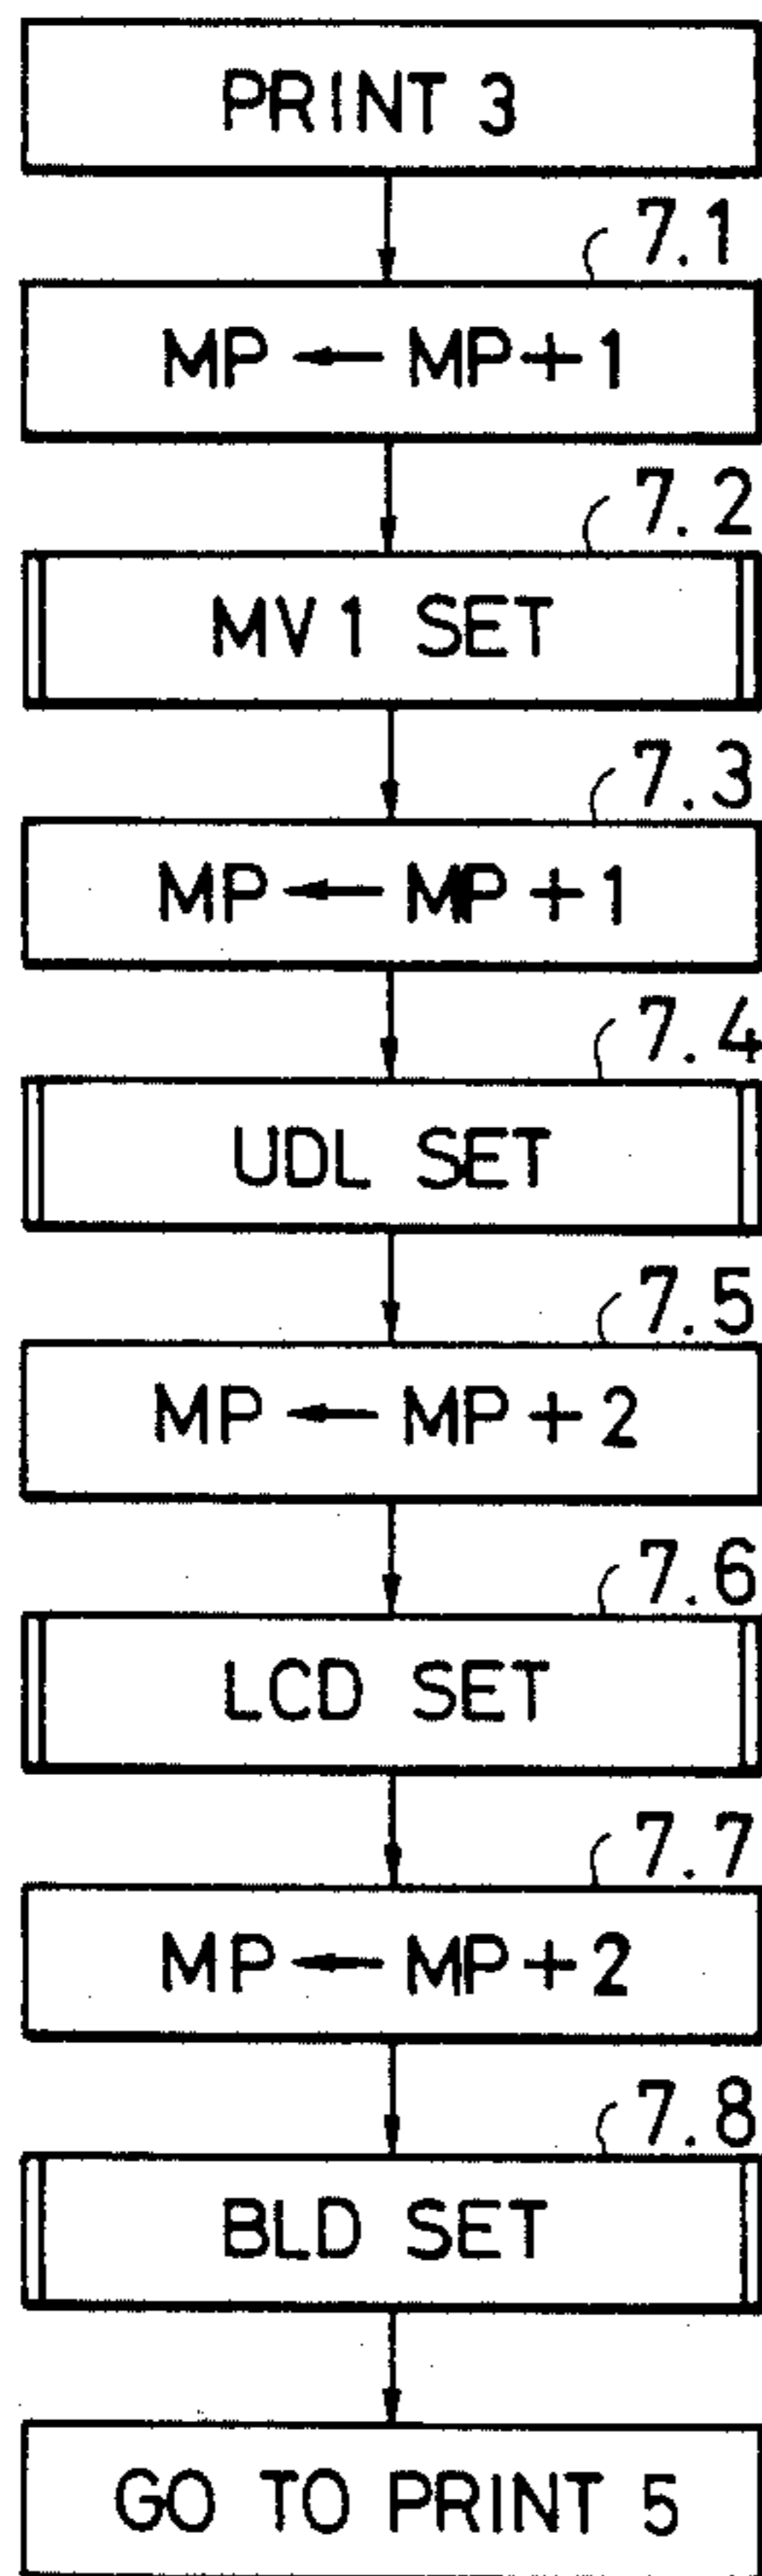 PRINT 3
7.1
MP ← MP + 1
7.2
MV1 SET
7.3
MP ← MP + 1
7.4
UDL SET
7.5
MP ← MP + 2
7.6
LCD SET
7.7
MP ← MP + 2
7.8
BLD SET
GO TO PRINT 5